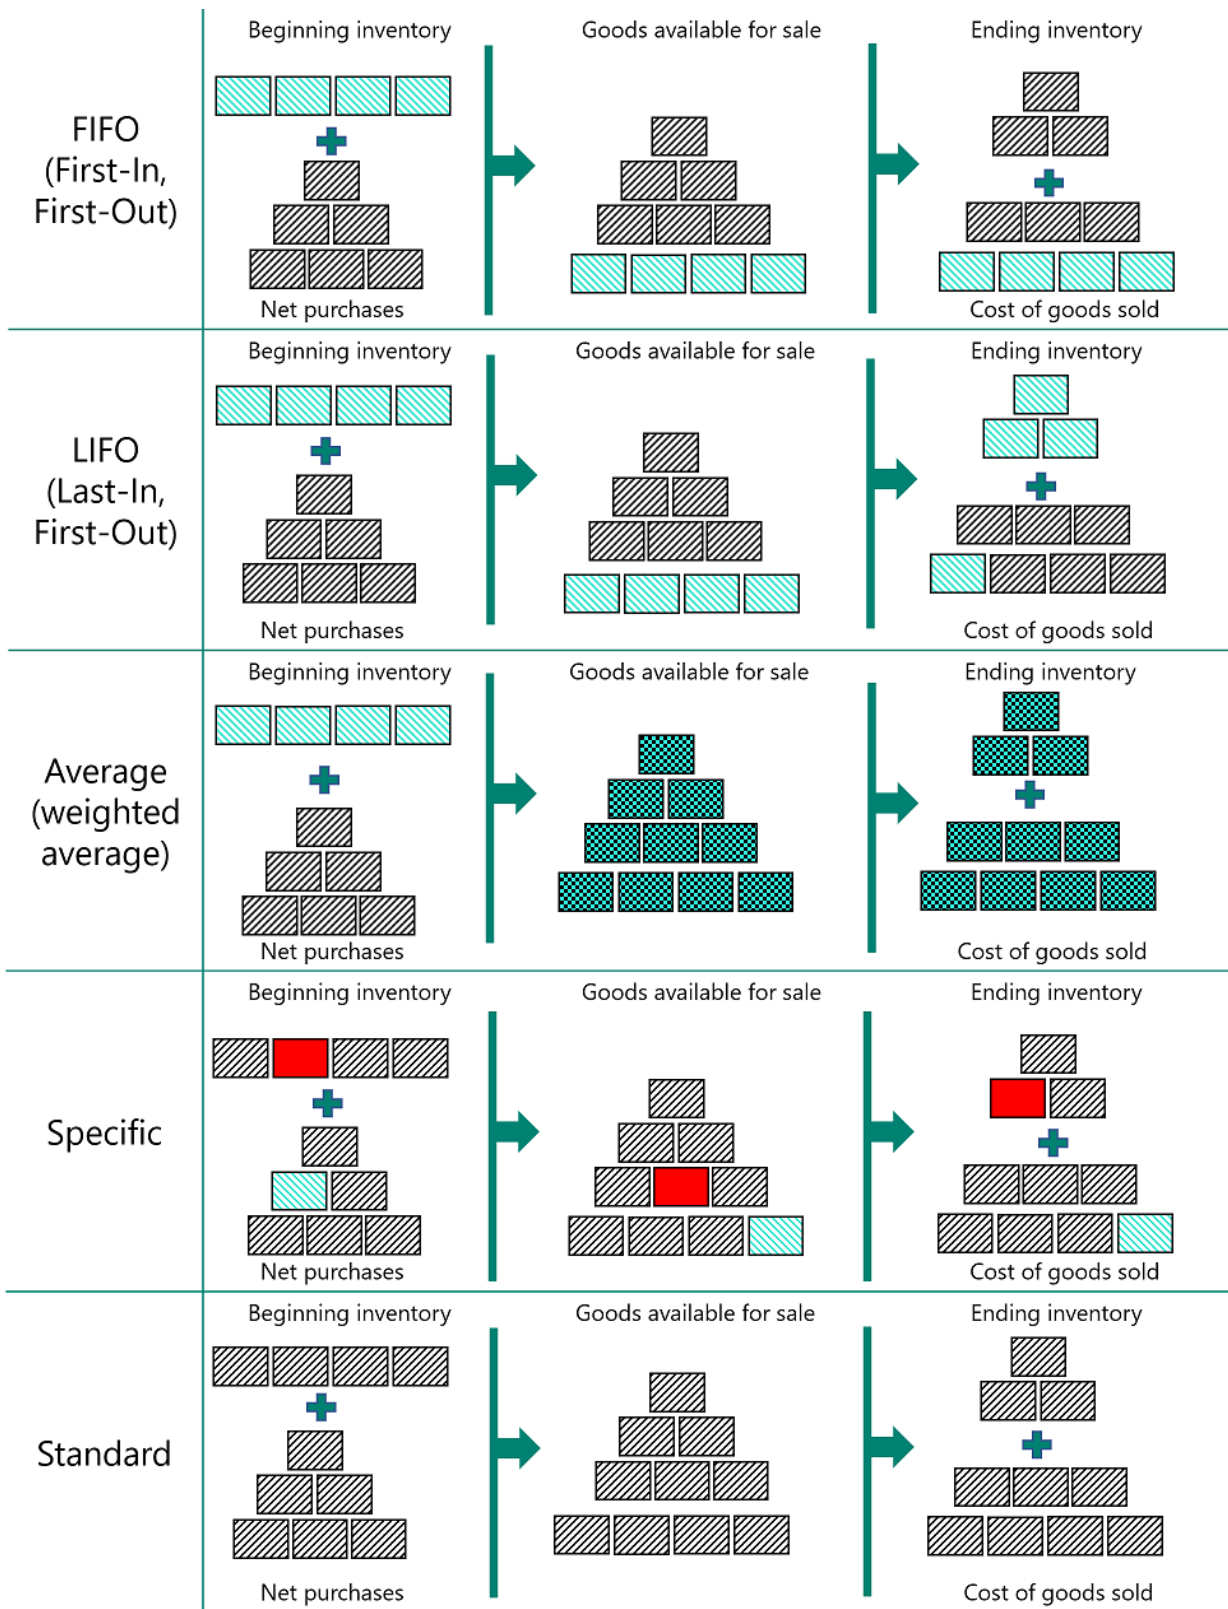 Beginning inventory
Goods available for sale
Ending inventory
FIFO
(First-In,
First-Out)
Net purchases
Cost of goods sold
Beginning inventory
Goods available for sale
Ending inventory
LIFO
(Last-In,
First-Out)
Net purchases
Cost of goods sold
Beginning inventory
Goods available for sale
Ending inventory
Average
(weighted
average)
Net purchases
Cost of goods sold
Beginning inventory
Goods available for sale
Ending inventory
Specific
Net purchases
Cost of goods sold
Beginning inventory
Goods available for sale
Ending inventory
Standard
Net purchases
Cost of goods sold